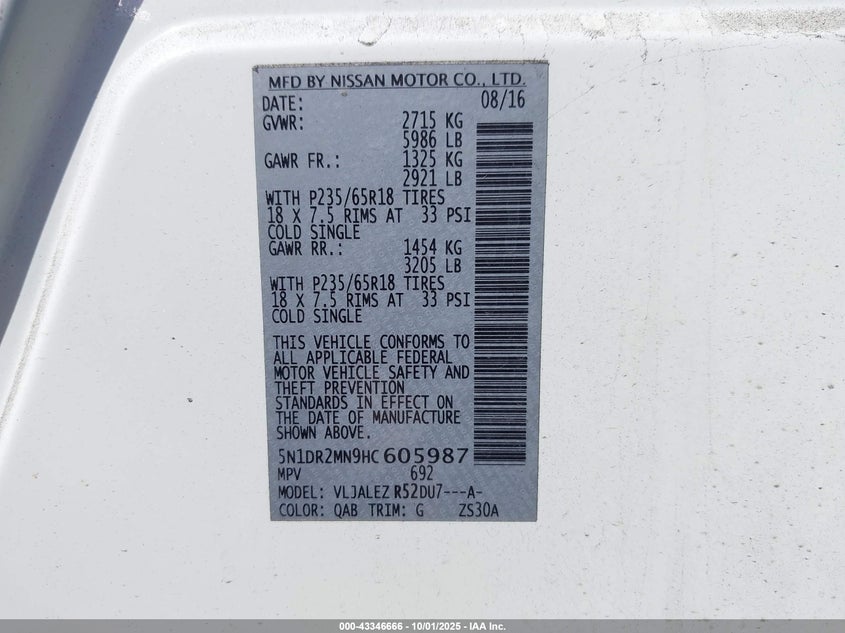 MFD BY NISSAN MOTOR CO., LTD.
DATE: 08/16
GVWR: 2715 KG
5986 LB
GAWR FR.: 1325 KG
2921 LB
WITH P235/65R18 TIRES
18 X 7.5 RIMS AT 33 PSI
COLD SINGLE
GAWR RR.: 1454 KG
3205 LB
WITH P235/65R18 TIRES
18 X 7.5 RIMS AT 33 PSI
COLD SINGLE
THIS VEHICLE CONFORMS TO
ALL APPLICABLE FEDERAL
MOTOR VEHICLE SAFETY AND
THEFT PREVENTION
STANDARDS IN EFFECT ON
THE DATE OF MANUFACTURE
SHOWN ABOVE.
5N1DR2MN9HC 605987
MPV 692
MODEL: VLJALEZ R52DU7---A-
COLOR: QAB TRIM: G ZS30A
000-43346666 - 10/01/2025 - IAA Inc.